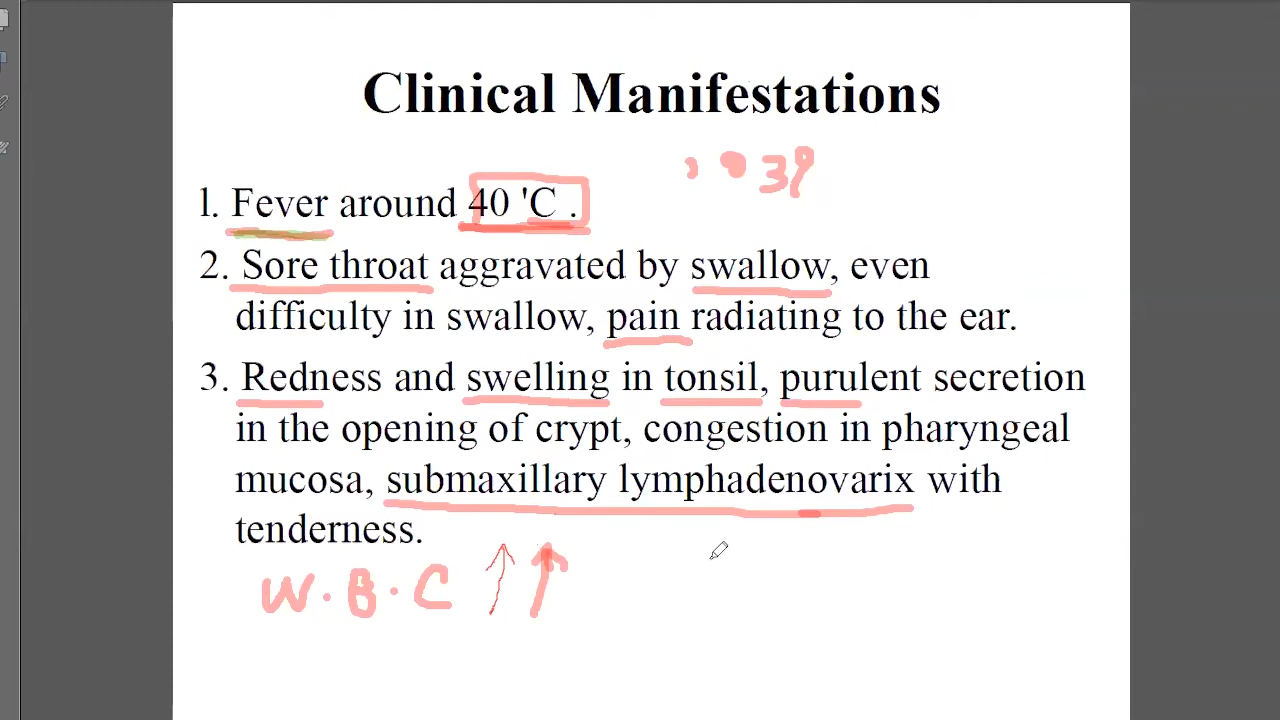 Clinical Manifestations
39
l. Fever around 40 'C .
2. Sore throat aggravated by swallow, even
difficulty in swallow, pain radiating to the ear.
3. Redness and swelling in tonsil, purulent secretion
in the opening of crypt, congestion in pharyngeal
mucosa, submaxillary lymphadenovarix with
tenderness.
W.B.C ↑ ↑